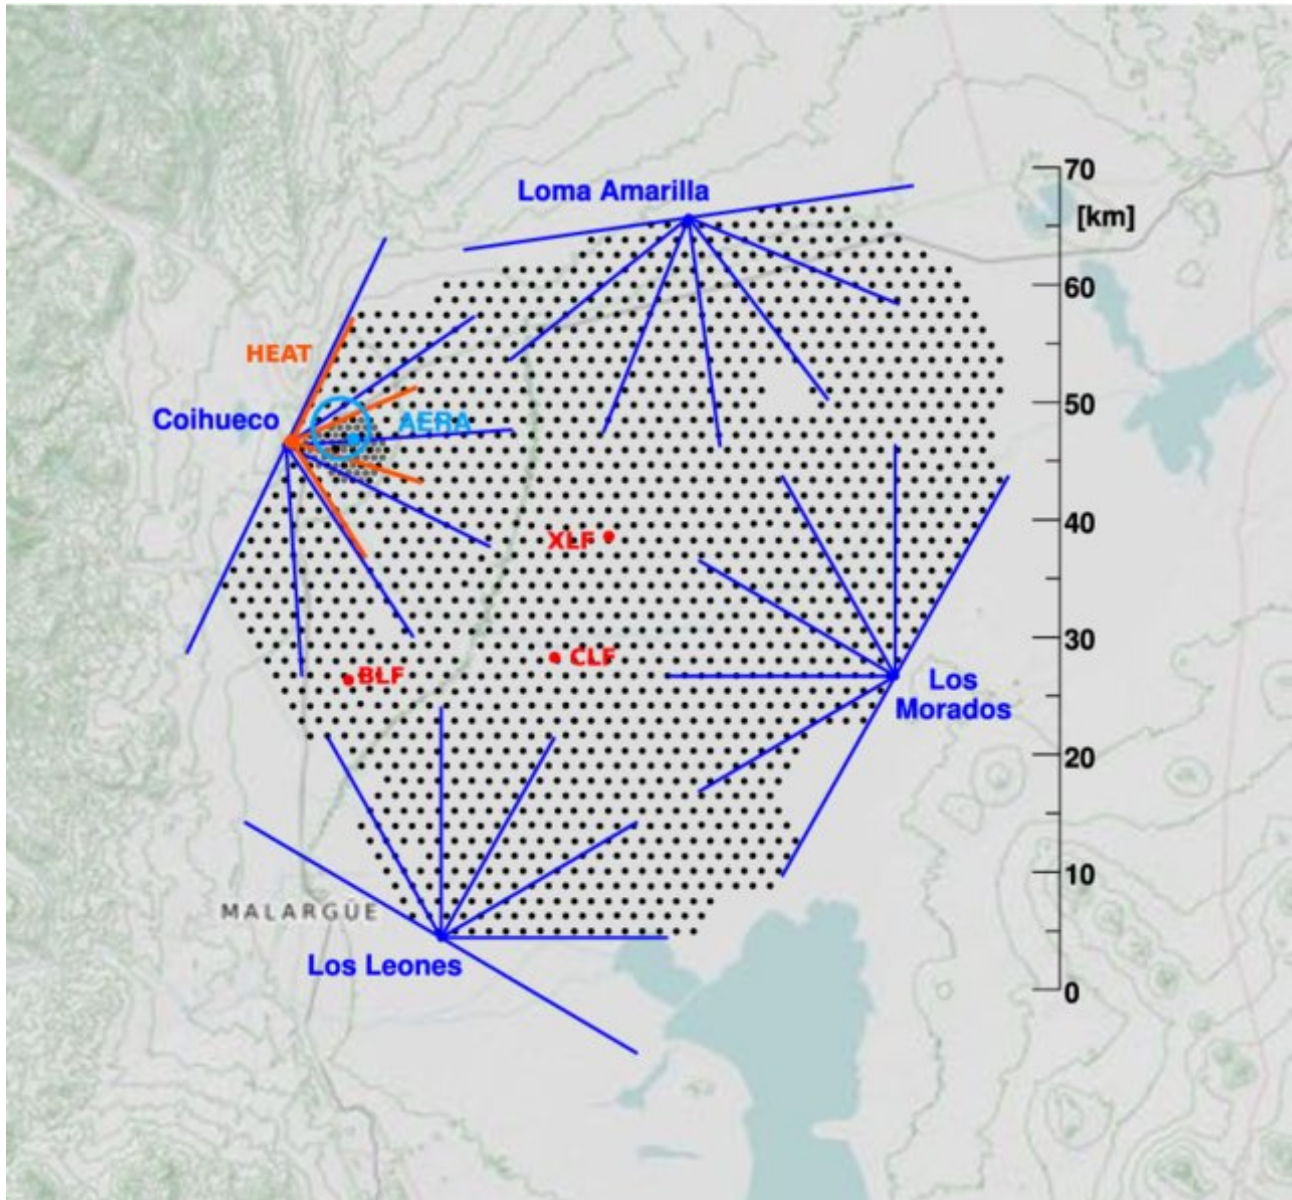 Loma Amarilla
70
[km]
60
HEAT
50
Coihueco
AERA
40
XLF
30
CLF
BLF
Los
Morados
20
10
MALARGÜE
Los Leones
0